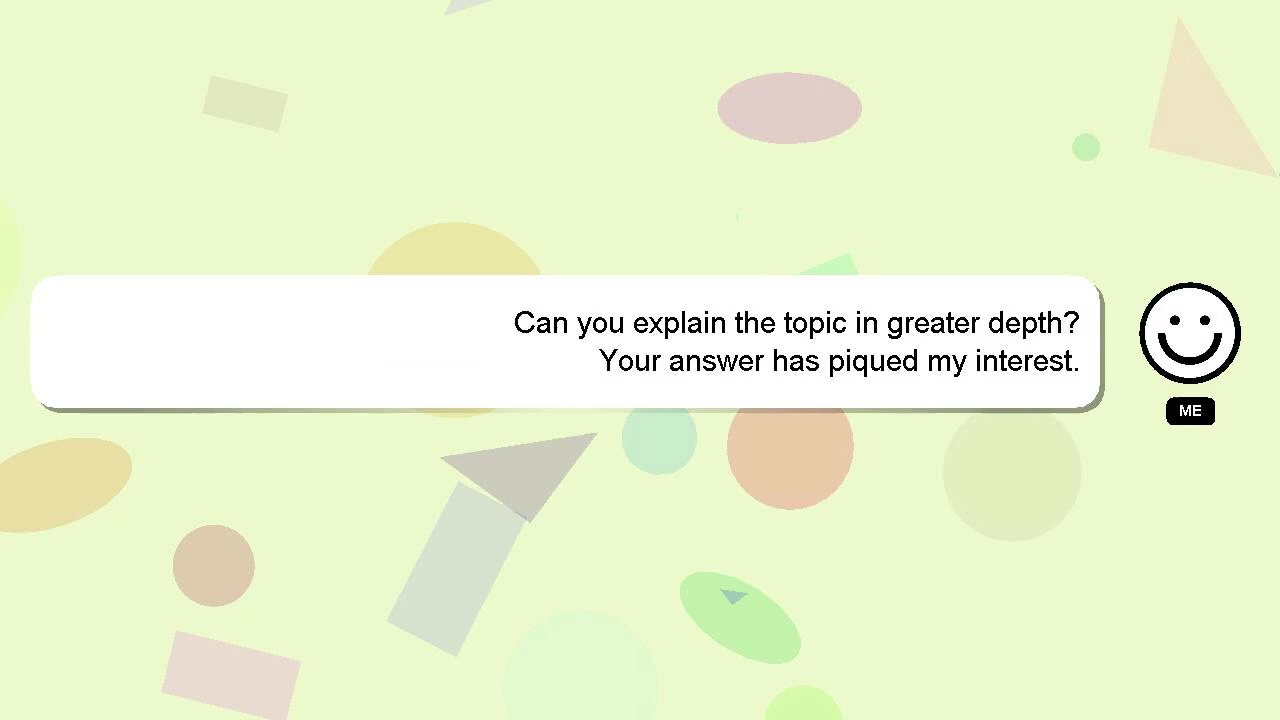 Can you explain the topic in greater depth?
Your answer has piqued my interest.
ME